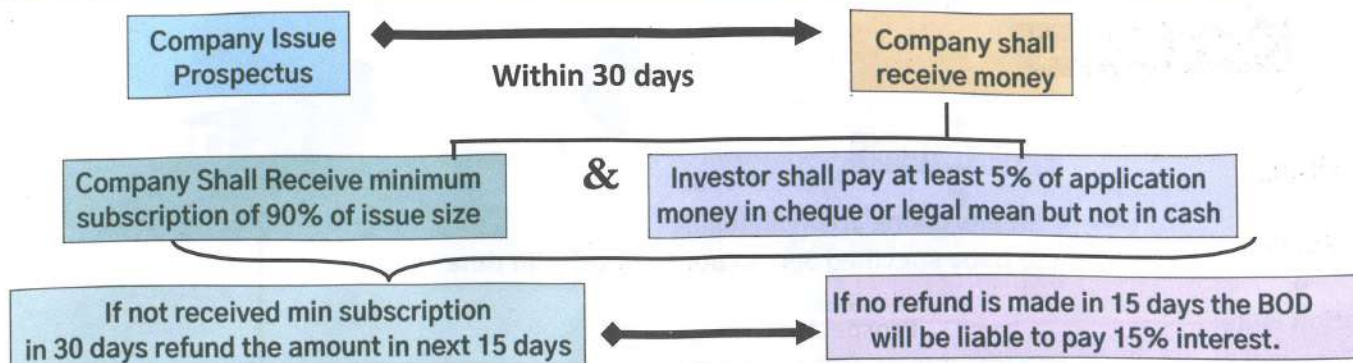 Company Issue
Prospectus
Within 30 days
Company shall
receive money
Company Shall Receive minimum
subscription of 90% of issue size
&
Investor shall pay at least 5% of application
money in cheque or legal mean but not in cash
If not received min subscription
in 30 days refund the amount in next 15 days
If no refund is made in 15 days the BOD
will be liable to pay 15% interest.